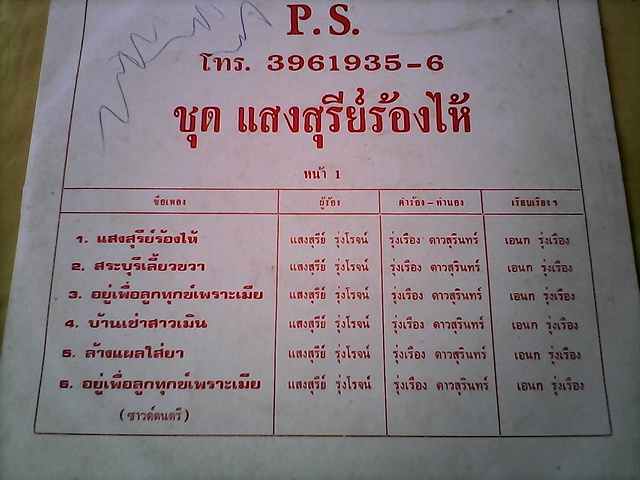 P.S.
โทร. 3961935-6
ชุด แสงสุรีย์ร้องไห้
หน้า 1
ชื่อเพลง ผู้ร้อง คำร้อง - ทำนอง เรียบเรียง ฯ
1. แสงสุรีย์ร้องไห้ แสงสุรีย์ รุ่งโรจน์ รุ่งเรือง ดาวสุรินทร์ เอนก รุ่งเรือง
2. สระบุรีเลี้ยวขวา แสงสุรีย์ รุ่งโรจน์ รุ่งเรือง ดาวสุรินทร์ เอนก รุ่งเรือง
3. อยู่เพื่อลูกทุกข์เพราะเมีย แสงสุรีย์ รุ่งโรจน์ รุ่งเรือง ดาวสุรินทร์ เอนก รุ่งเรือง
4. บ้านเช่าสาวเมิน แสงสุรีย์ รุ่งโรจน์ รุ่งเรือง ดาวสุรินทร์ เอนก รุ่งเรือง
5. ล้างแผลใส่ยา แสงสุรีย์ รุ่งโรจน์ รุ่งเรือง ดาวสุรินทร์ เอนก รุ่งเรือง
6. อยู่เพื่อลูกทุกข์เพราะเมีย แสงสุรีย์ รุ่งโรจน์ รุ่งเรือง ดาวสุรินทร์ เอนก รุ่งเรือง
(ซาวด์ดนตรี)